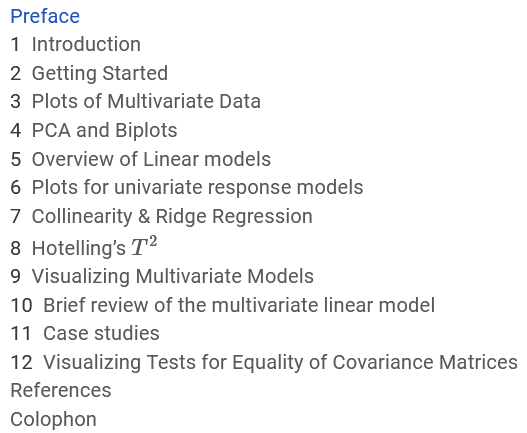 Preface
1 Introduction
2 Getting Started
3 Plots of Multivariate Data
4 PCA and Biplots
5 Overview of Linear models
6 Plots for univariate response models
7 Collinearity & Ridge Regression
8 Hotelling’s T²
9 Visualizing Multivariate Models
10 Brief review of the multivariate linear model
11 Case studies
12 Visualizing Tests for Equality of Covariance Matrices
References
Colophon